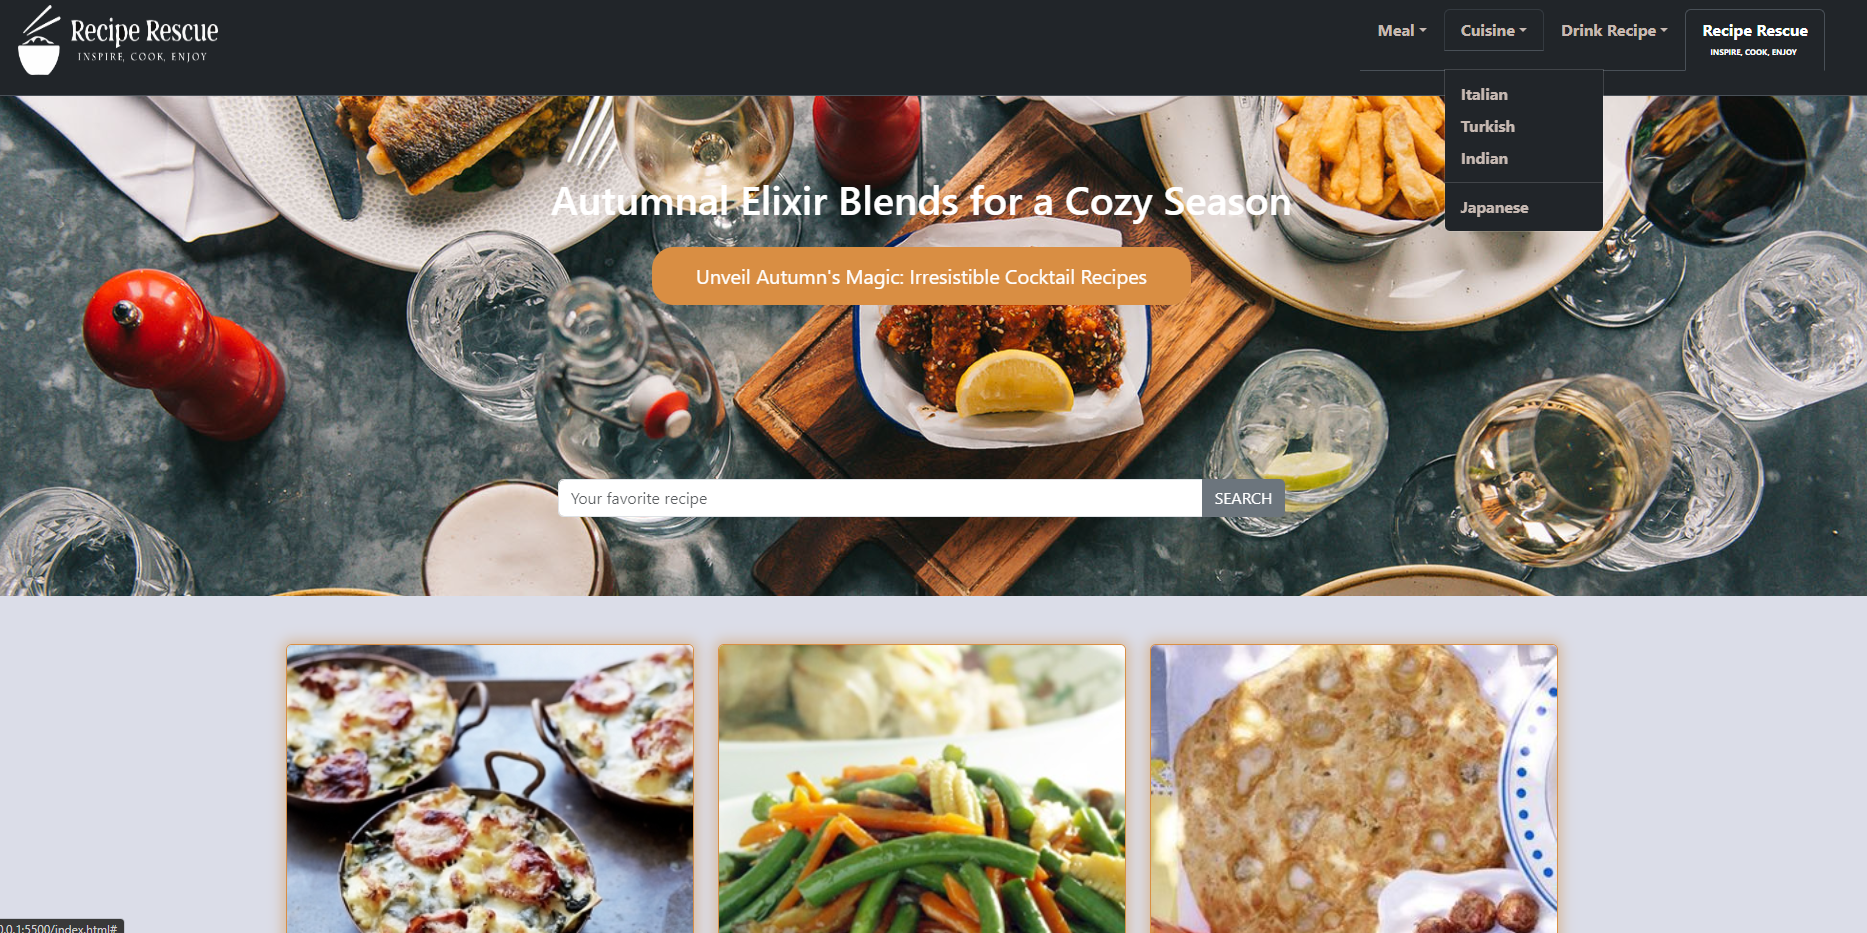 Recipe Rescue
INSPIRE, COOK, ENJOY
Meal
Cuisine
Drink Recipe
Recipe Rescue
INSPIRE, COOK, ENJOY
Italian
Turkish
Indian
Japanese
Autumnal Elixir Blends for a Cozy Season
Unveil Autumn's Magic: Irresistible Cocktail Recipes
Your favorite recipe
SEARCH
0.0.1:5500/index.html#